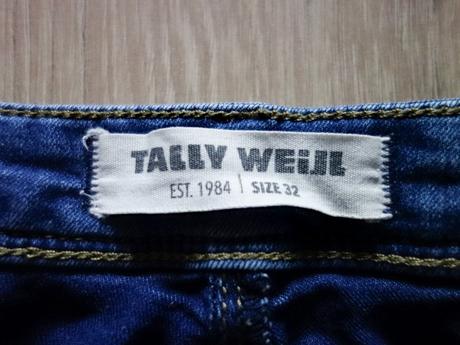 TALLY WEiJL
EST. 1984 | SIZE 32